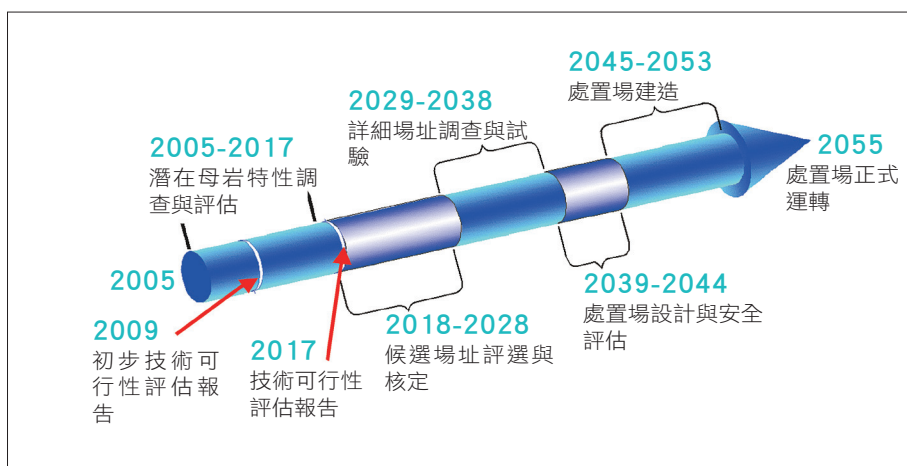 2045-2053
處置場建造
2029-2038
詳細場址調查與試
驗
2005-2017
潛在母岩特性調
查與評估
2055
處置場正式
運轉
2005
2009
初步技術可
行性評估報
告
2017
技術可行性
評估報告
2018-2028
候選場址評選與
核定
2039-2044
處置場設計與安全
評估